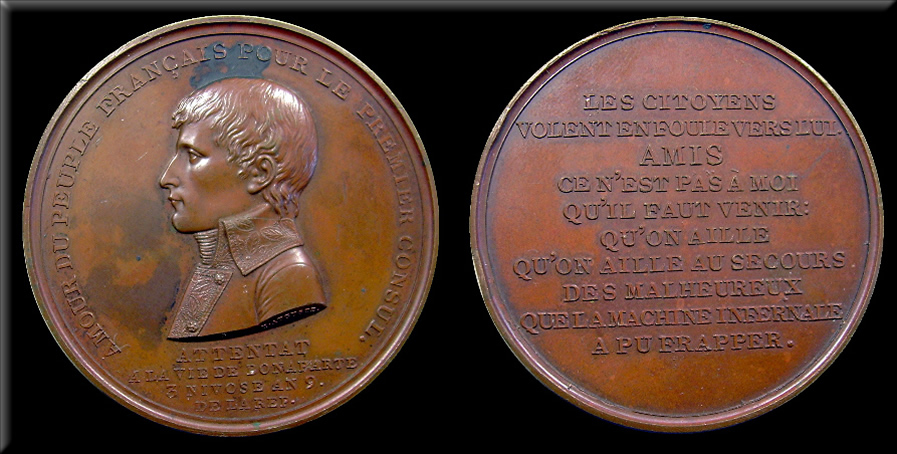 AMOUR DU PEUPLE FRANÇAIS POUR LE PREMIER CONSUL.
ATTENTAT
A LA VIE DE BONAPARTE
3 NIVOSE AN 9.
DE LA REP.
LES CITOYENS
VOLENT EN FOULE VERS LUI.
AMIS
CE N'EST PAS À MOI
QU'IL FAUT VENIR:
QU'ON AILLE
QU'ON AILLE AU SECOURS
DES MALHEUREUX
QUE LA MACHINE INFERNALE
A PU FRAPPER.